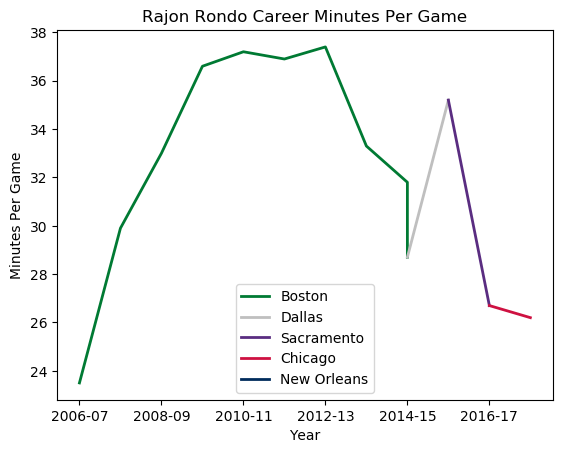 Rajon Rondo Career Minutes Per Game
38
36
34
32
30
28
26
24
Minutes Per Game
Boston
Dallas
Sacramento
Chicago
New Orleans
2006-07 2008-09 2010-11 2012-13 2014-15 2016-17
Year